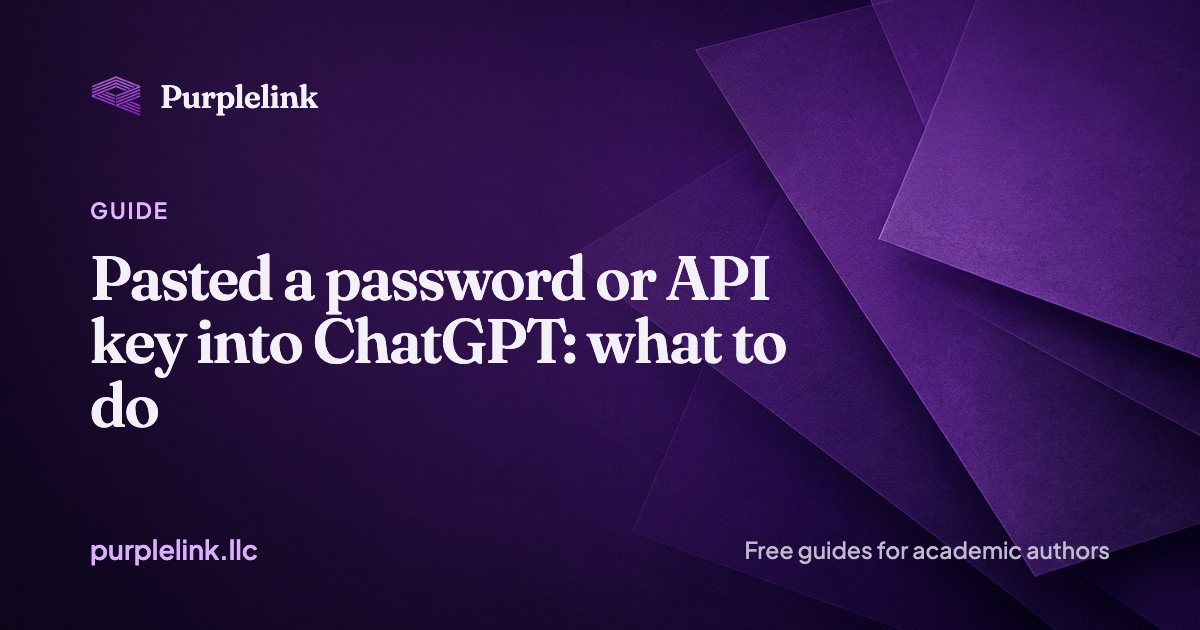 Purplelink
GUIDE
Pasted a password or API
key into ChatGPT: what to
do
purplelink.llc
Free guides for academic authors